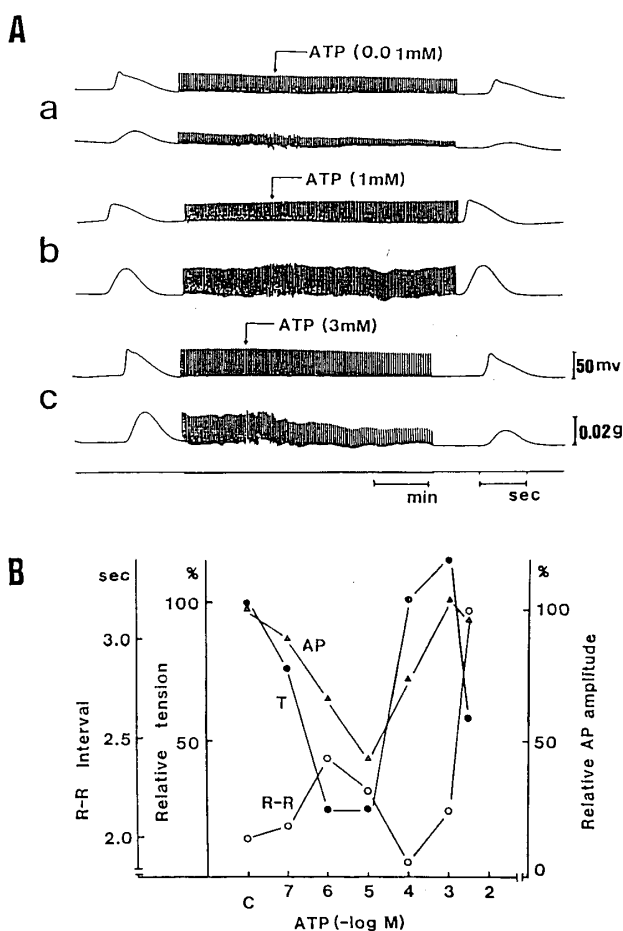 A
ATP (0.01mM)
a
ATP (1mM)
b
ATP (3mM)
50mv
c
0.02g
min
sec
B
sec
%
%
100
100
3.0
AP
T
50
50
2.5
R-R
2.0
0
R-R Interval
Relative tension
Relative AP amplitude
C
7
6
5
4
3
2
ATP (-log M)